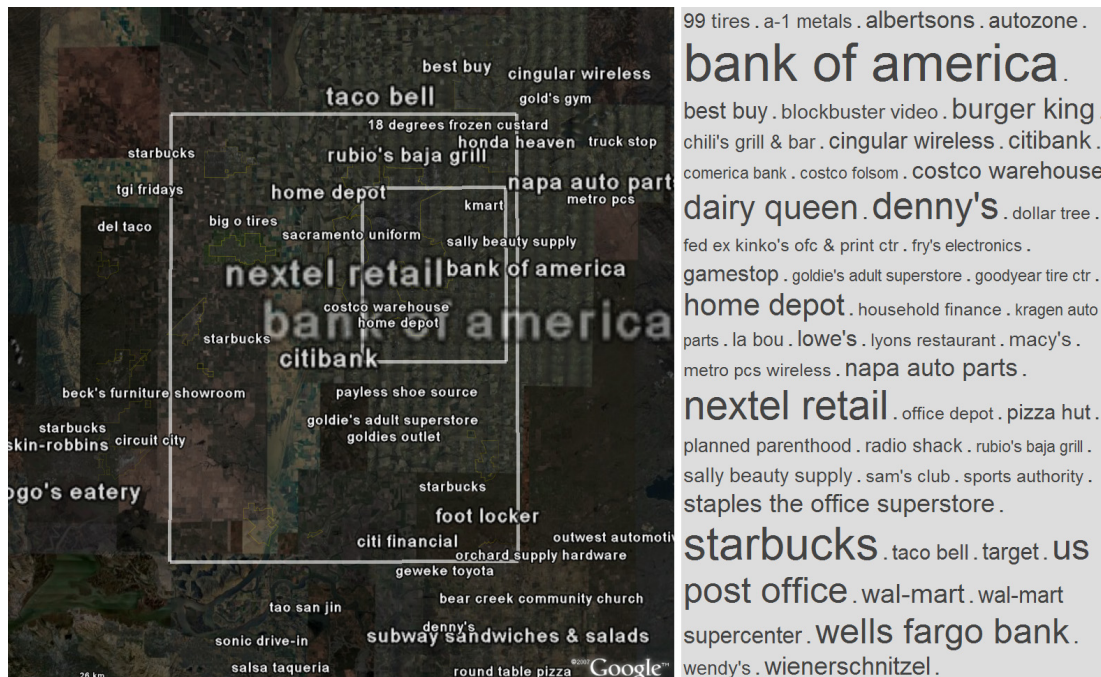 best buy
cingular wireless
taco bell
gold's gym
18 degrees frozen custard
honda heaven
truck stop
starbucks
rubio's baja grill
tgi fridays
home depot
napa auto part
metro pcs
kmart
del taco
big o tires
sacramento uniform
sally beauty supply
nextel retail
bank of america
costco warehouse
bank of america
home depot
starbucks
citibank
beck's furniture showroom
payless shoe source
goldie's adult superstore
goldies outlet
starbucks
skin-robbins
circuit city
ogo's eatery
starbucks
foot locker
citi financial
outwest automotiv
orchard supply hardware
geweke toyota
bear creek community church
tao san jin
denny's
sonic drive-in
subway sandwiches & salads
salsa taqueria
round table pizza
©2007 Google™
26 km
99 tires . a-1 metals . albertsons . autozone .
bank of america .
best buy . blockbuster video . burger king
chili's grill & bar . cingular wireless . citibank .
comerica bank . costco folsom . costco warehouse
dairy queen . denny's . dollar tree .
fed ex kinko's ofc & print ctr . fry's electronics .
gamestop . goldie's adult superstore . goodyear tire ctr .
home depot . household finance . kragen auto
parts . la bou . lowe's . lyons restaurant . macy's .
metro pcs wireless . napa auto parts .
nextel retail . office depot . pizza hut .
planned parenthood . radio shack . rubio's baja grill .
sally beauty supply . sam's club . sports authority .
staples the office superstore .
starbucks . taco bell . target . us
post office . wal-mart . wal-mart
supercenter . wells fargo bank .
wendy's . wienerschnitzel .